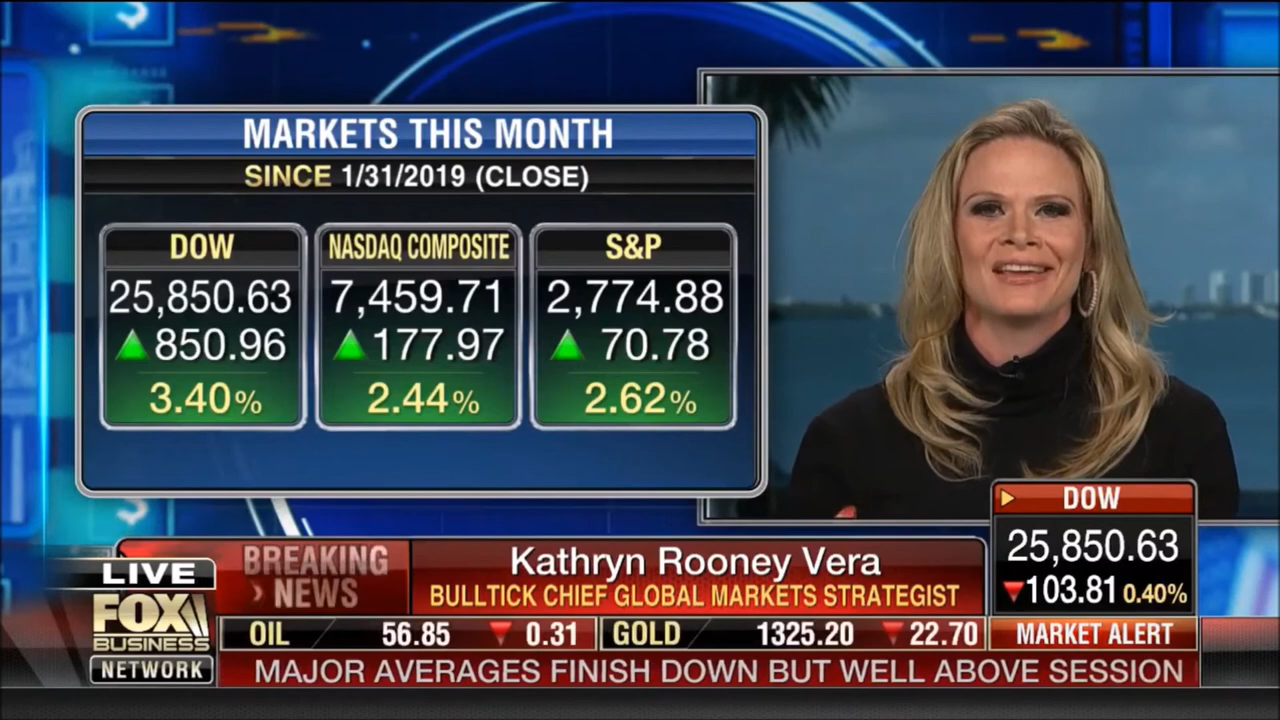 MARKETS THIS MONTH
SINCE 1/31/2019 (CLOSE)
DOW
25,850.63
▲850.96
3.40%
NASDAQ COMPOSITE
7,459.71
▲177.97
2.44%
S&P
2,774.88
▲70.78
2.62%
DOW
25,850.63
▼103.81 0.40%
MARKET ALERT
BREAKING
NEWS
Kathryn Rooney Vera
BULLTICK CHIEF GLOBAL MARKETS STRATEGIST
LIVE
FOX
BUSINESS
NETWORK
OIL 56.85 ▼0.31 GOLD 1325.20 ▼22.70
MAJOR AVERAGES FINISH DOWN BUT WELL ABOVE SESSION